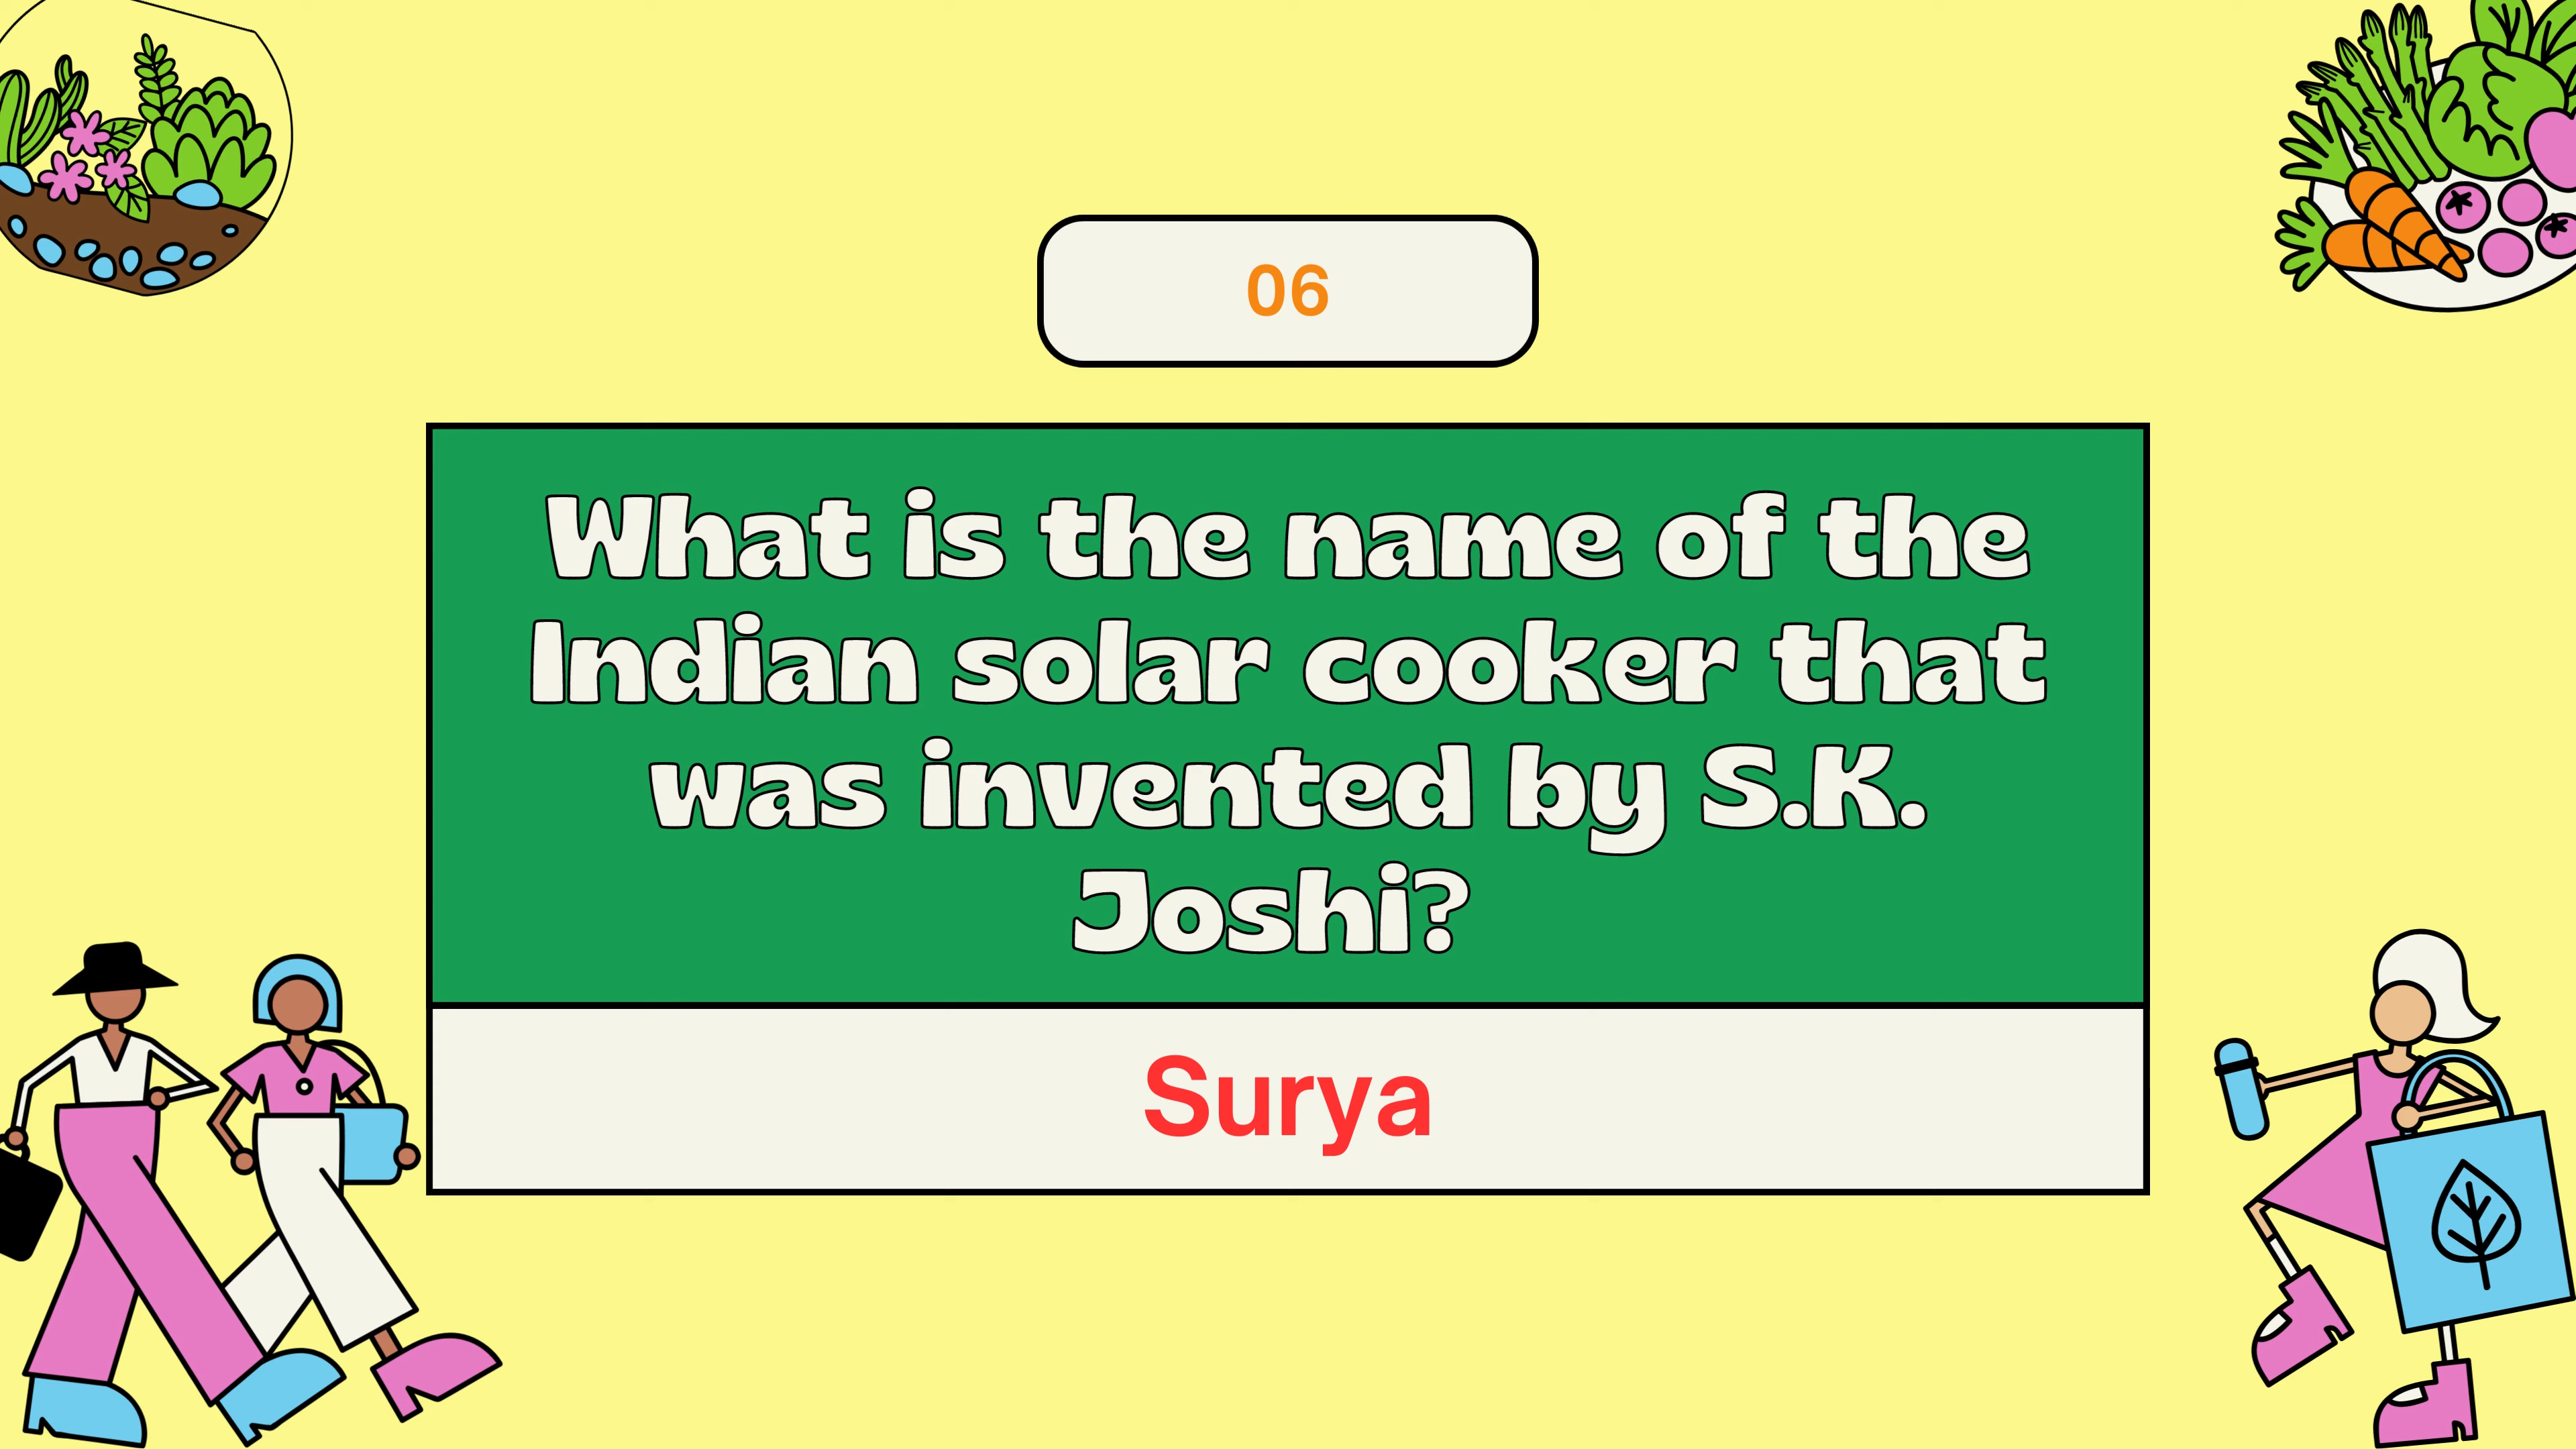 06
What is the name of the
Indian solar cooker that
was invented by S.K.
Joshi?
Surya